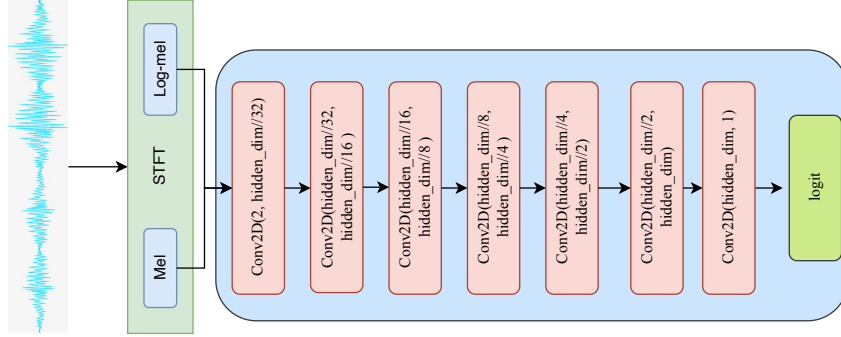 Log-mel
STFT
Mel
Conv2D(2, hidden_dim//32)
Conv2D(hidden_dim//32,
hidden_dim//16 )
Conv2D(hidden_dim//16,
hidden_dim//8 )
Conv2D(hidden_dim//8,
hidden_dim//4 )
Conv2D(hidden_dim//4,
hidden_dim//2)
Conv2D(hidden_dim//2,
hidden_dim)
Conv2D(hidden_dim, 1)
logit